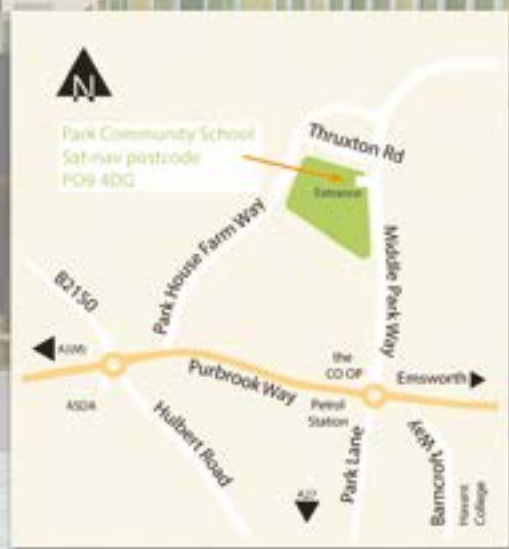 N
Park Community School
Sat-nav postcode
PO9 4DG
Thruxton Rd
Entrance
Park House Farm Way
Middle Park Way
B2150
A3(M)
ASDA
Purbrook Way
the
CO OP
Emsworth
Petrol
Station
Hulbert Road
A27
Park Lane
Barncroft Way
Havant
College